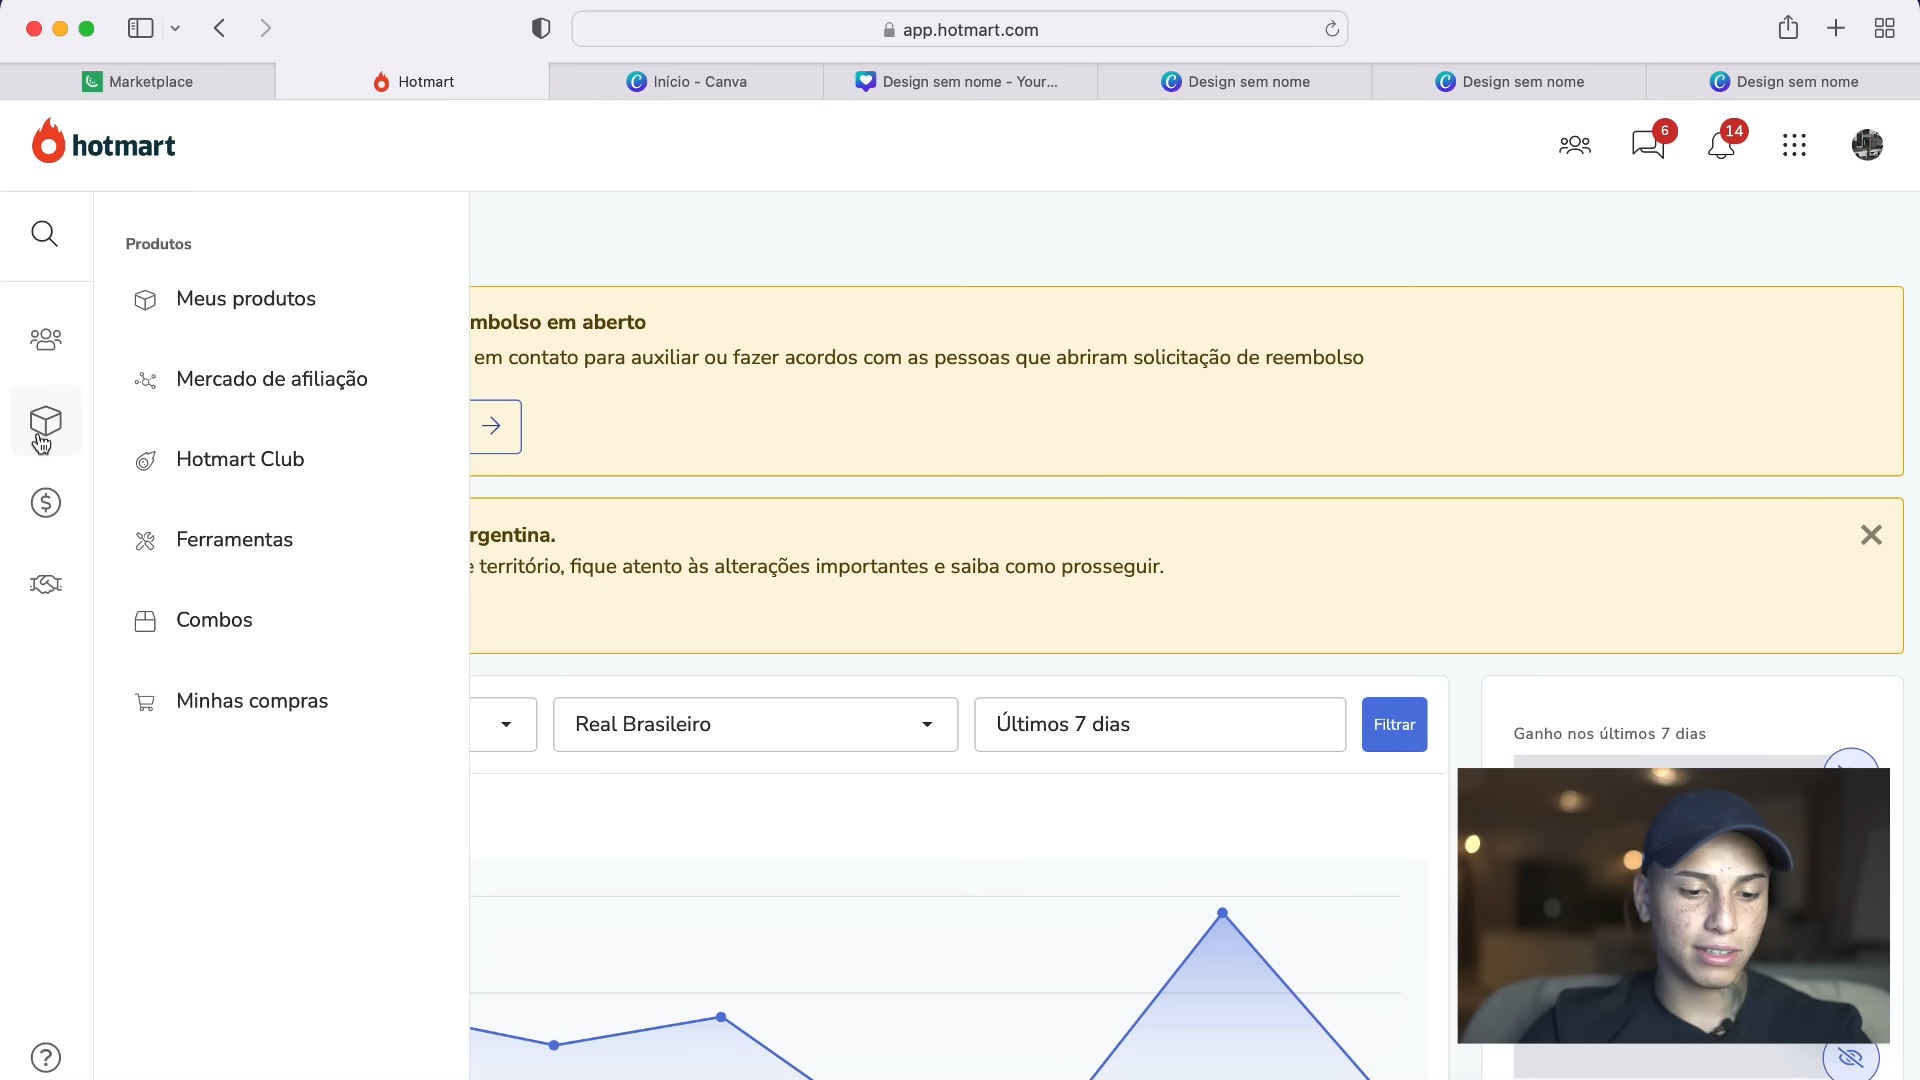 app.hotmart.com
Marketplace
Hotmart
Início - Canva
Design sem nome - Your...
Design sem nome
Design sem nome
Design sem nome
hotmart
6
14
Produtos
Meus produtos
Mercado de afiliação
Hotmart Club
Ferramentas
Combos
Minhas compras
mbolso em aberto
em contato para auxiliar ou fazer acordos com as pessoas que abriram solicitação de reembolso
rgentina.
e território, fique atento às alterações importantes e saiba como prosseguir.
Real Brasileiro
Últimos 7 dias
Filtrar
Ganho nos últimos 7 dias